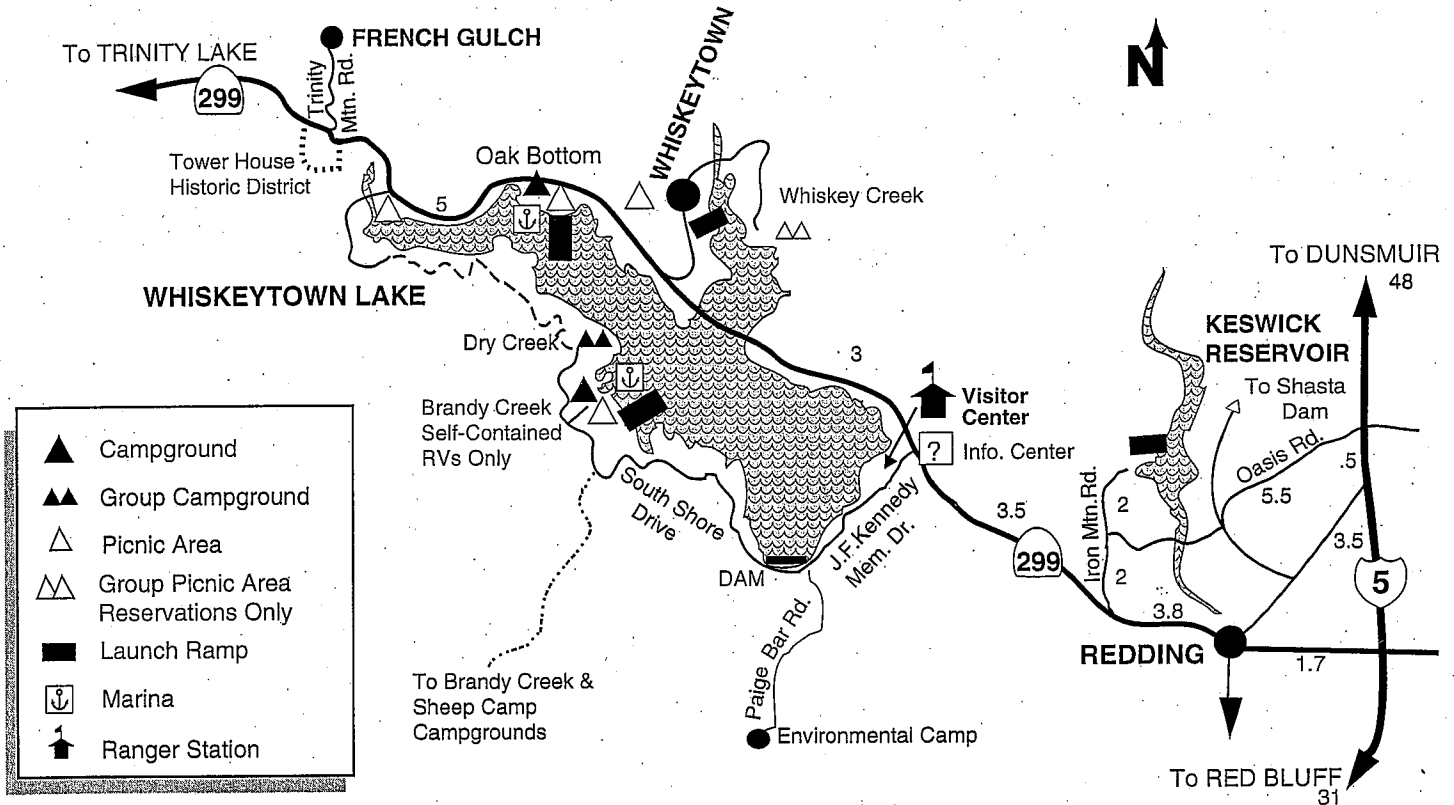 To TRINITY LAKE
299
FRENCH GULCH
Trinity
Mtn. Rd.
Tower House
Historic District
5
Oak Bottom
WHISKEYTOWN
Whiskey Creek
N
WHISKEYTOWN LAKE
Dry Creek
Brandy Creek
Self-Contained
RVs Only
3
Visitor
Center
?
Info. Center
South Shore
Drive
J.F.Kennedy
Mem. Dr.
DAM
Paige Bar Rd.
Environmental Camp
To Brandy Creek &
Sheep Camp
Campgrounds
3.5
299
Iron Mtn.Rd.
2
2
3.8
REDDING
1.7
KESWICK
RESERVOIR
To Shasta
Dam
Oasis Rd.
5.5
.5
3.5
5
To DUNSMUIR
48
To RED BLUFF
31
Campground
Group Campground
Picnic Area
Group Picnic Area
Reservations Only
Launch Ramp
Marina
Ranger Station